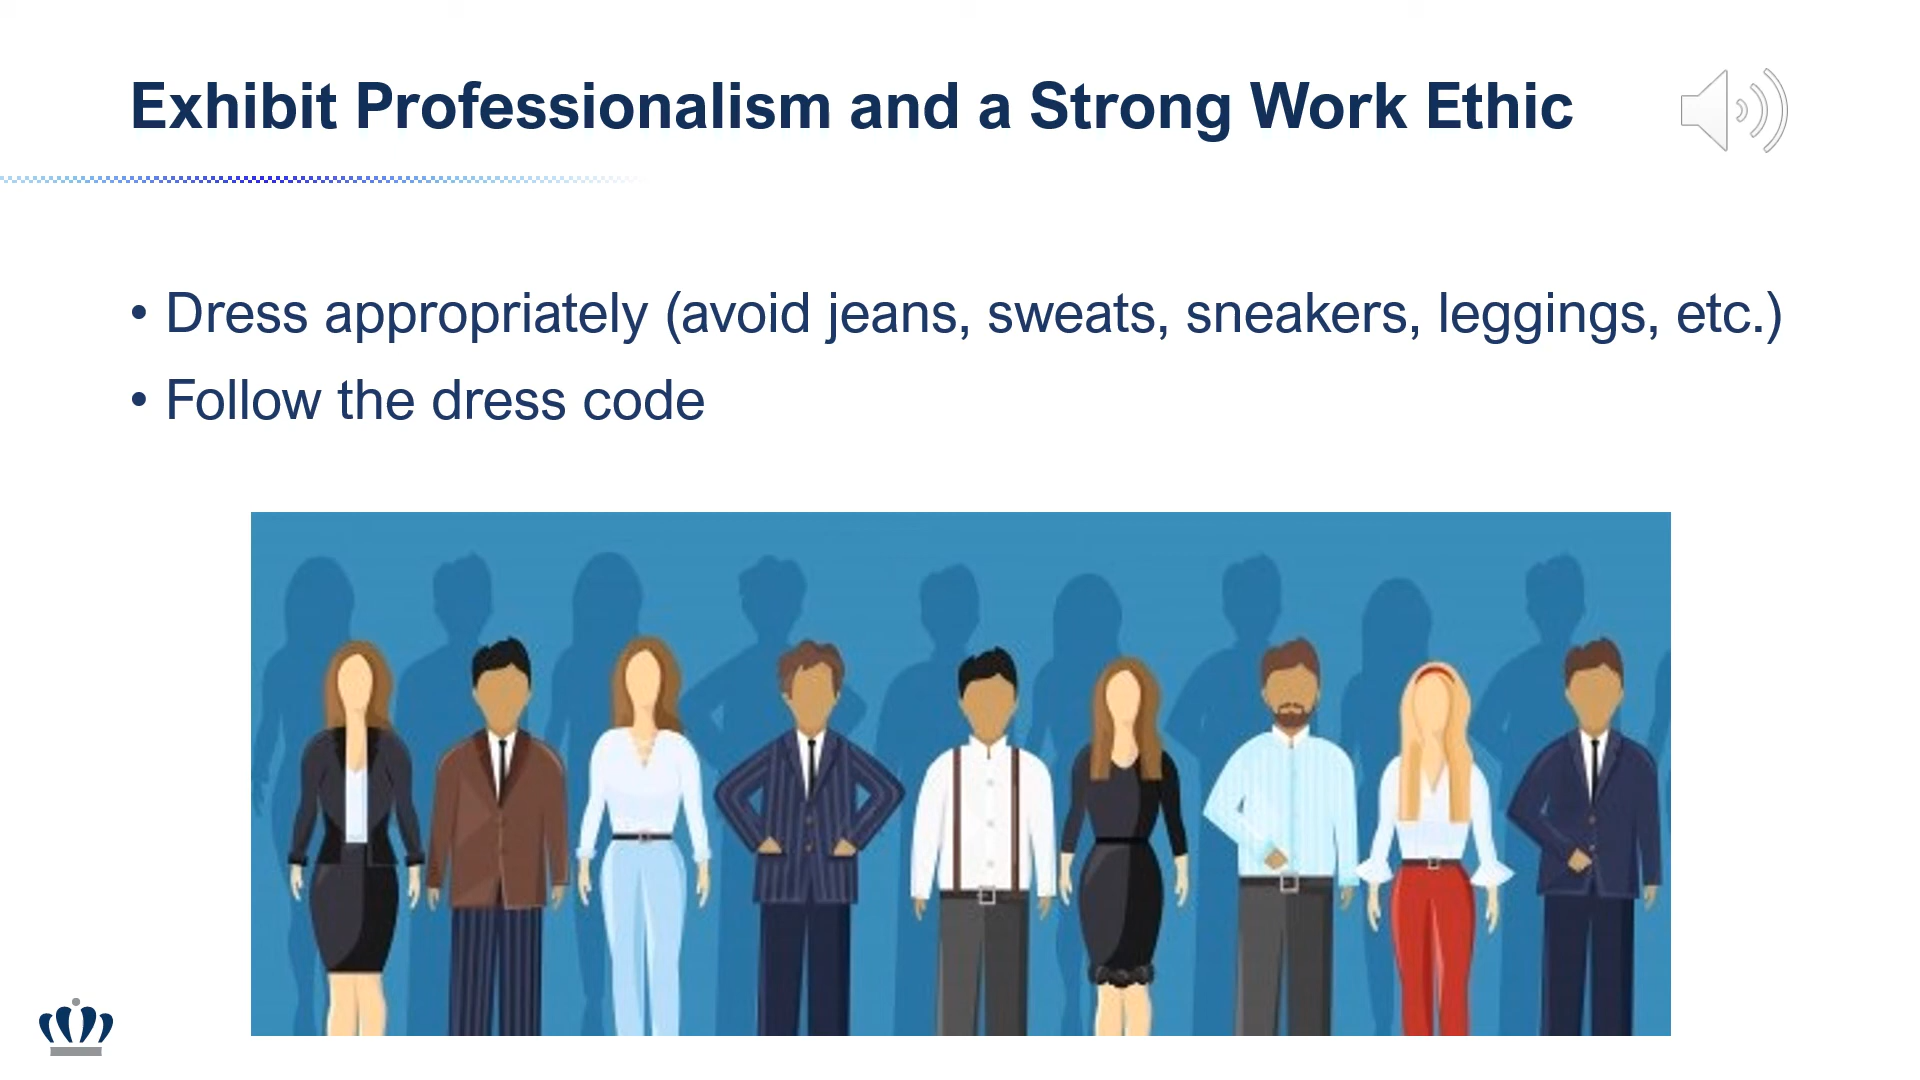 Exhibit Professionalism and a Strong Work Ethic
• Dress appropriately (avoid jeans, sweats, sneakers, leggings, etc.)
• Follow the dress code